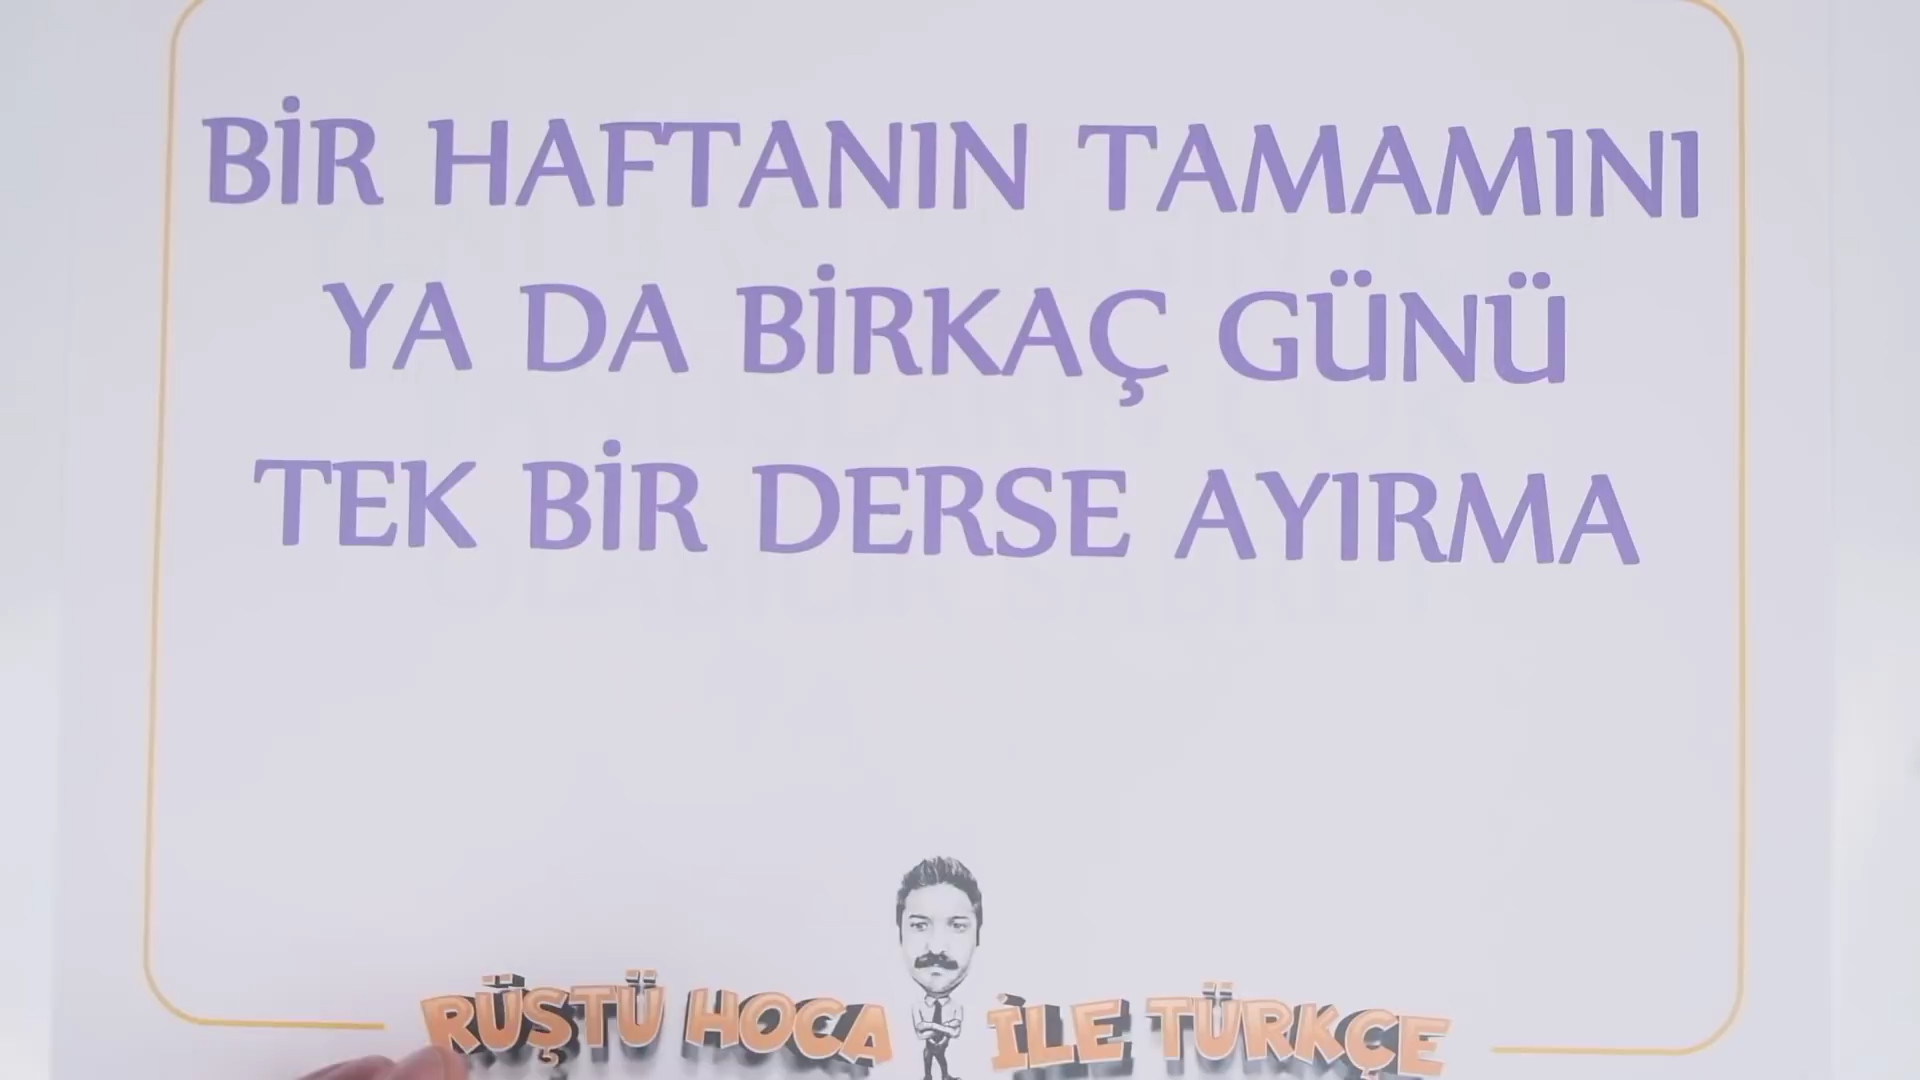 BİR HAFTANIN TAMAMINI
YA DA BİRKAÇ GÜNÜ
TEK BİR DERSE AYIRMA
RÜŞTÜ HOCA İLE TÜRKÇE